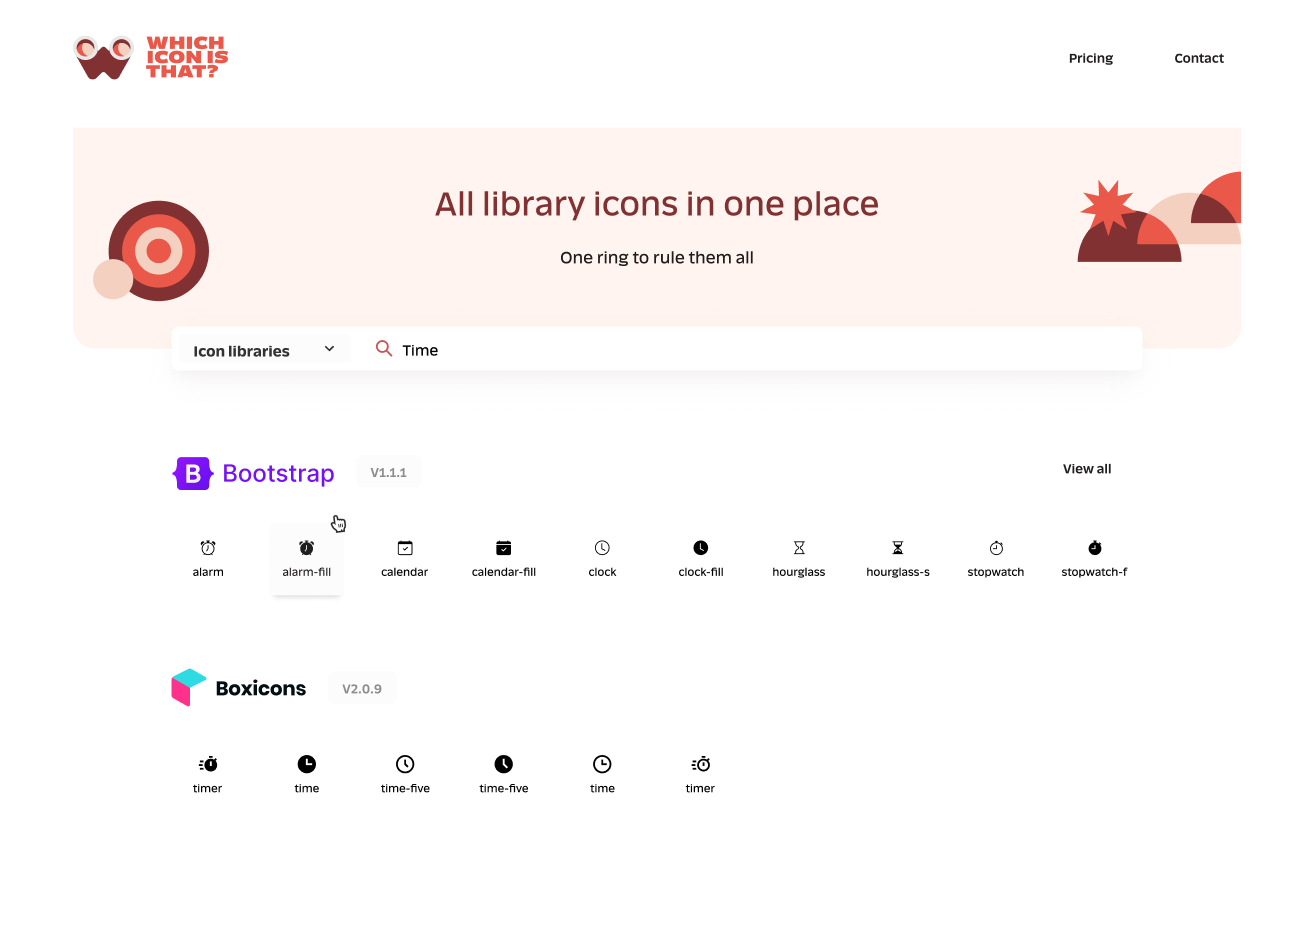 WHICH
ICON IS
THAT?
Pricing
Contact
All library icons in one place
One ring to rule them all
Icon libraries
Time
B Bootstrap
V1.1.1
View all
alarm
alarm-fill
calendar
calendar-fill
clock
clock-fill
hourglass
hourglass-s
stopwatch
stopwatch-f
Boxicons
V2.0.9
timer
time
time-five
time-five
time
timer